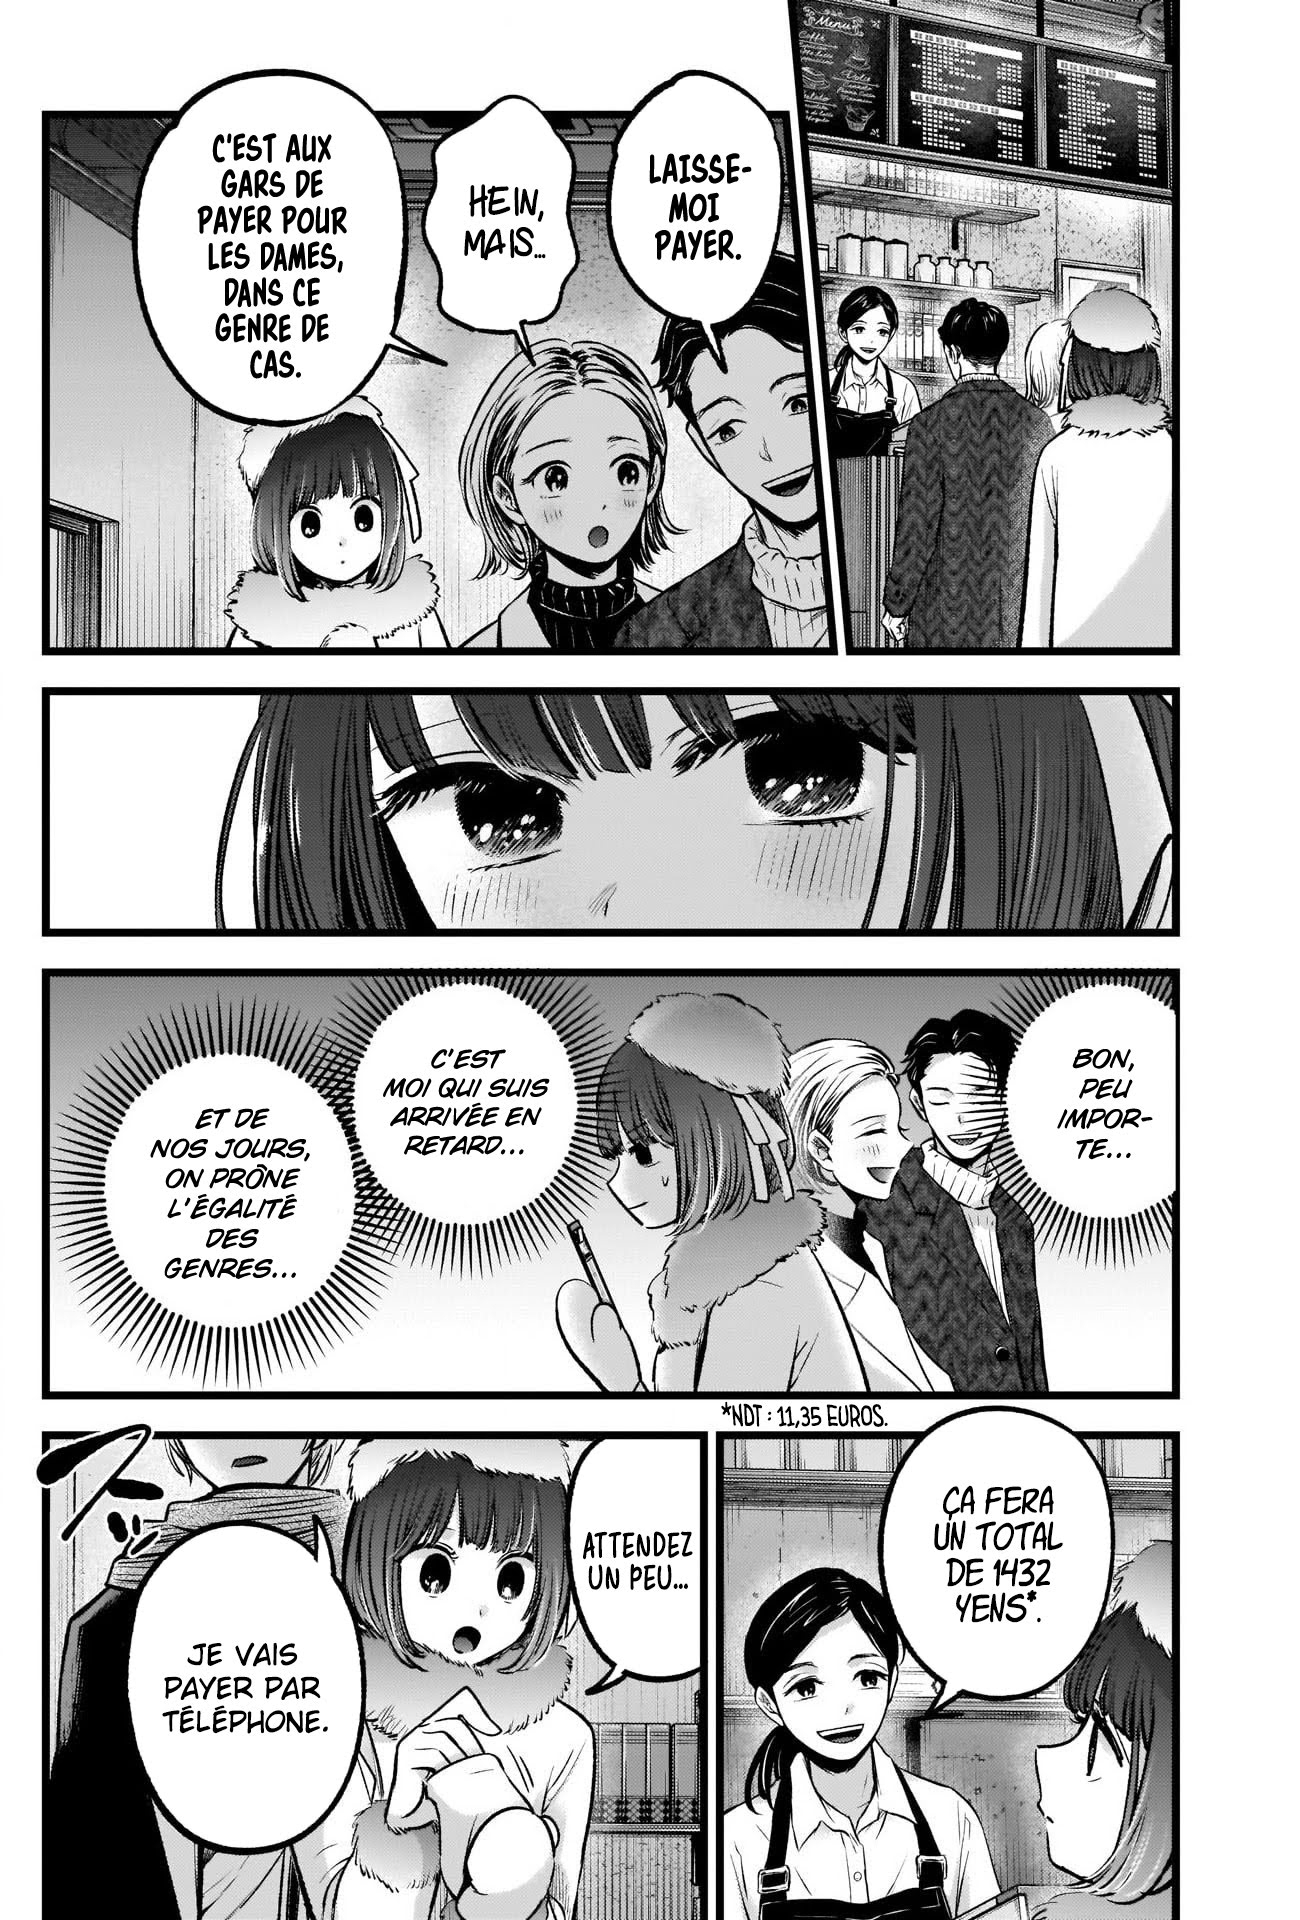 Menu
LAISSE-
MOI
PAYER.
HEIN,
MAIS...
C'EST AUX
GARS DE
PAYER POUR
LES DAMES,
DANS CE
GENRE DE
CAS.
BON,
PEU
IMPOR-
TE...
C'EST
MOI QUI SUIS
ARRIVÉE EN
RETARD...
ET DE
NOS JOURS,
ON PRÔNE
L'ÉGALITÉ
DES
GENRES...
*NDT : 11,35 EUROS.
ÇA FERA
UN TOTAL
DE 1432
YENS*.
ATTENDEZ
UN PEU...
JE VAIS
PAYER PAR
TÉLÉPHONE.